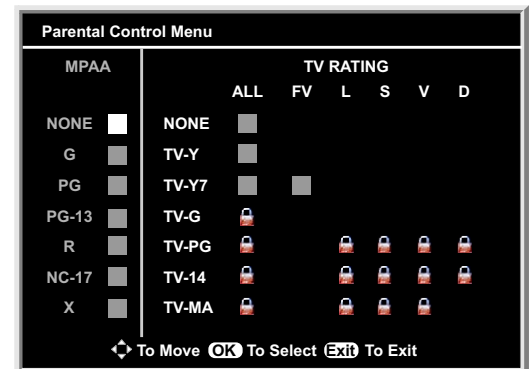 Parental Control Menu
MPAA TV RATING
ALL FV L S V D
NONE NONE
G TV-Y
PG TV-Y7
PG-13 TV-G
R TV-PG
NC-17 TV-14
X TV-MA
To Move OK To Select Exit To Exit